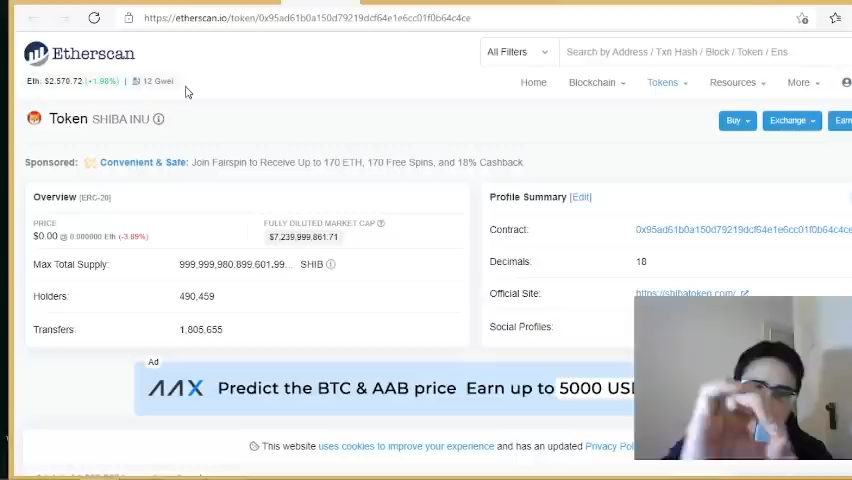 https://etherscan.io/token/0x95ad61b0a150d79219dcf64e1e6cc01f0b64c4ce
Etherscan
All Filters
Search by Address / Txn Hash / Block / Token / Ens
Eth: $2,570.72 (+1.98%) | 12 Gwei
Home Blockchain Tokens Resources More
Token SHIBA INU
Buy Exchange Earn
Sponsored: Convenient & Safe: Join Fairspin to Receive Up to 170 ETH, 170 Free Spins, and 18% Cashback
Overview [ERC-20]
Profile Summary [Edit]
PRICE
FULLY DILUTED MARKET CAP
$0.00 @ 0.000000 Eth (-3.89%)
$7,239,999,861.71
Contract: 0x95ad61b0a150d79219dcf64e1e6cc01f0b64c4ce
Max Total Supply: 999,999,980,899,601.99... SHIB
Decimals: 18
Holders: 490,459
Official Site: https://shibatoken.com/
Transfers: 1,805,655
Social Profiles:
Ad
AAX Predict the BTC & AAB price Earn up to 5000 USD
This website uses cookies to improve your experience and has an updated Privacy Pol